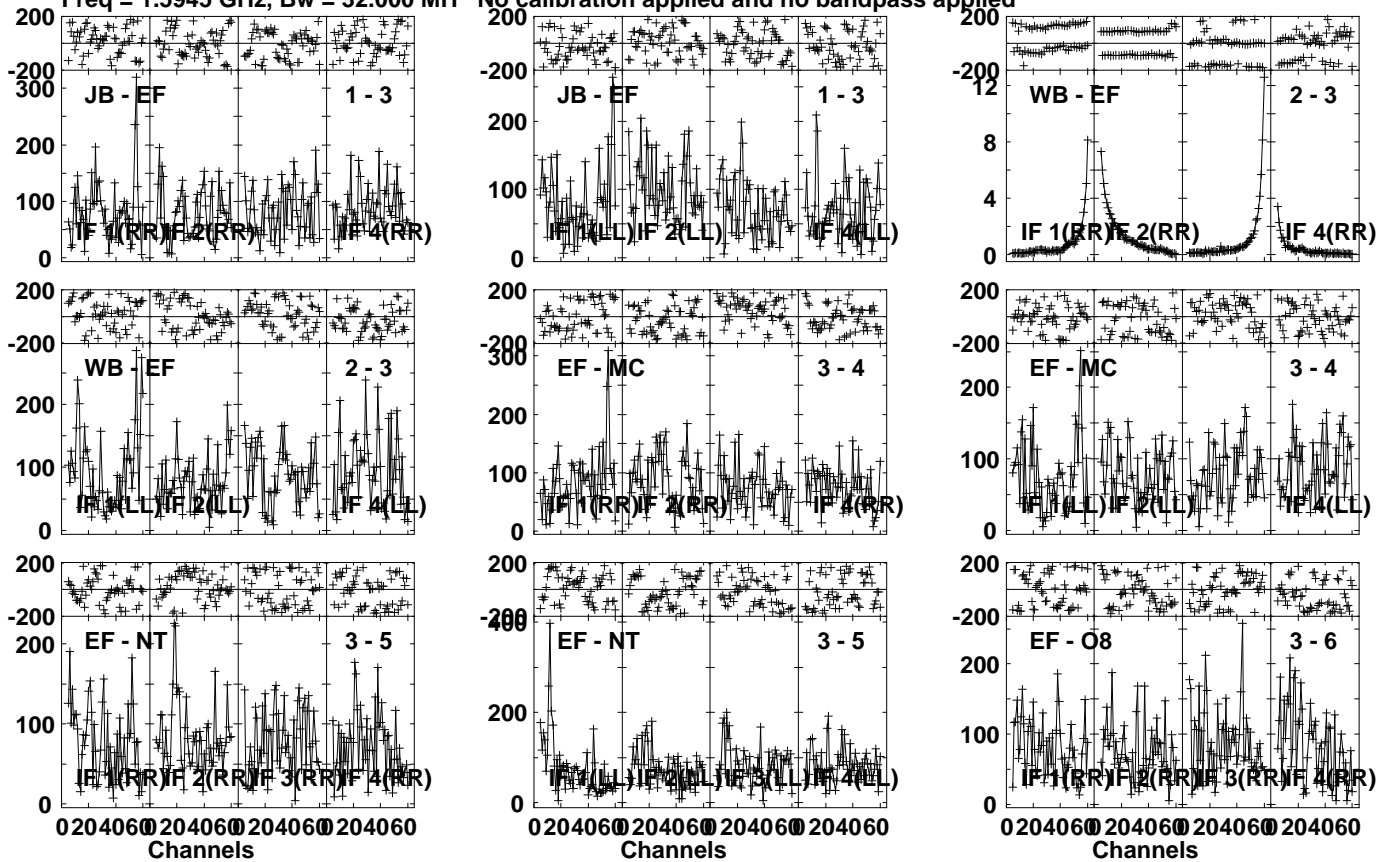 Freq = 1.5945 GHz, Bw = 32.000 MH No calibration applied and no bandpass applied
200 200 200
-200 -200 -200
JB - EF 1 - 3 JB - EF 1 - 3 WB - EF 2 - 3
300 300 12
200 200 8
100 100 4
IF 1(RR) IF 2(RR) IF 4(RR) IF 1(LL) IF 2(LL) IF 4(LL) IF 1(RR) IF 2(RR) IF 4(RR)
0 0 0
200 200 200
-200 -200 -200
WB - EF 2 - 3 EF - MC 3 - 4 EF - MC 3 - 4
300
200 200 200
100 100 100
IF 1(LL) IF 2(LL) IF 4(LL) IF 1(RR) IF 2(RR) IF 4(RR) IF 1(LL) IF 2(LL) IF 4(LL)
0 0 0
200 200 200
-200 -200 -200
400
EF - NT 3 - 5 EF - NT 3 - 5 EF - O8 3 - 6
200 200 200
100 100
IF 1(RR) IF 2(RR) IF 3(RR) IF 4(RR) IF 1(LL) IF 2(LL) IF 3(LL) IF 4(LL) IF 1(RR) IF 2(RR) IF 3(RR) IF 4(RR)
0 0 0
0 20 40 60 0 20 40 60 0 20 40 60 0 20 40 60 0 20 40 60 0 20 40 60 0 20 40 60 0 20 40 60 0 20 40 60 0 20 40 60 0 20 40 60 0 20 40 60
Channels Channels Channels